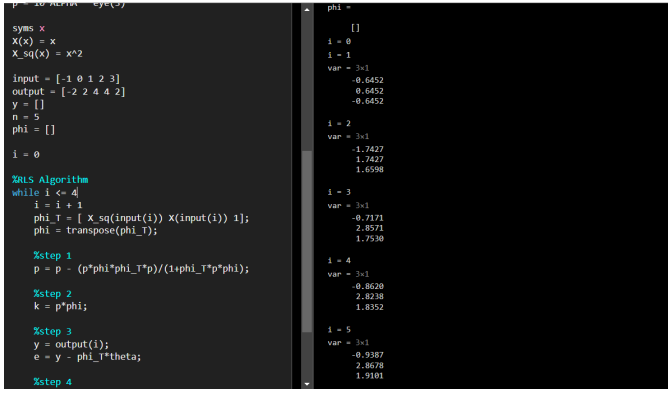 syms x
X(x) = x
X_sq(x) = x^2
input = [-1 0 1 2 3]
output = [-2 2 4 4 2]
y = []
n = 5
phi = []
i = 0
%RLS Algorithm
while i <= 4
i = i + 1
phi_T = [ X_sq(input(i)) X(input(i)) 1];
phi = transpose(phi_T);
%step 1
p = p - (p*phi*phi_T*p)/(1+phi_T*p*phi);
%step 2
k = p*phi;
%step 3
y = output(i);
e = y - phi_T*theta;
%step 4
phi =
[]
i = 0
i = 1
var = 3×1
-0.6452
0.6452
-0.6452
i = 2
var = 3×1
-1.7427
1.7427
1.6598
i = 3
var = 3×1
-0.7171
2.8571
1.7530
i = 4
var = 3×1
-0.8620
2.8238
1.8352
i = 5
var = 3×1
-0.9387
2.8678
1.9101